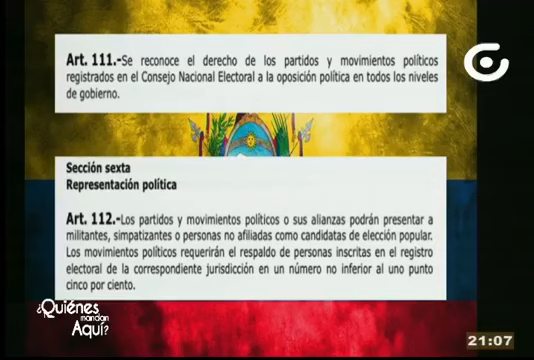 Art. 111.-Se reconoce el derecho de los partidos y movimientos políticos
registrados en el Consejo Nacional Electoral a la oposición política en todos los niveles
de gobierno.
Sección sexta
Representación política
Art. 112.-Los partidos y movimientos políticos o sus alianzas podrán presentar a
militantes, simpatizantes o personas no afiliadas como candidatas de elección popular.
Los movimientos políticos requerirán el respaldo de personas inscritas en el registro
electoral de la correspondiente jurisdicción en un número no inferior al uno punto
cinco por ciento.
¿Quiénes
mandan
Aquí?
21:07